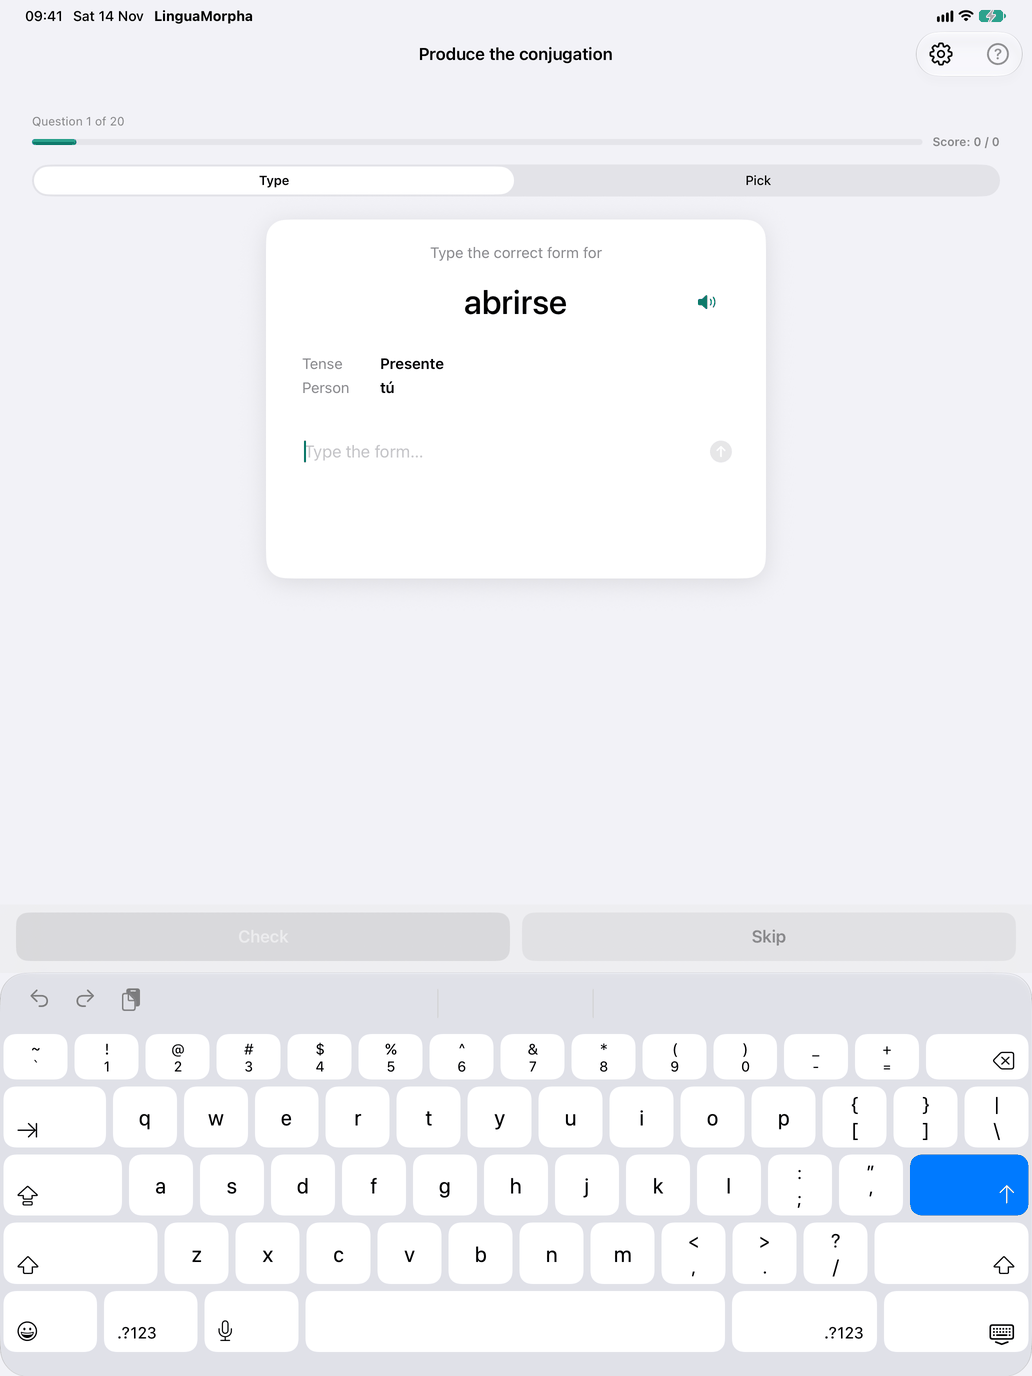 09:41 Sat 14 Nov LinguaMorpha
Produce the conjugation
?
Question 1 of 20
Score: 0 / 0
Type Pick
Type the correct form for
abrirse
Tense Presente
Person tú
Type the form...
Check Skip
~ ! @ # $ % ^ & * ( ) _ +
` 1 2 3 4 5 6 7 8 9 0 - =
q w e r t y u i o p { } |
[ ] \
a s d f g h j k l : "
; '
z x c v b n m < > ?
, . /
.?123 .?123